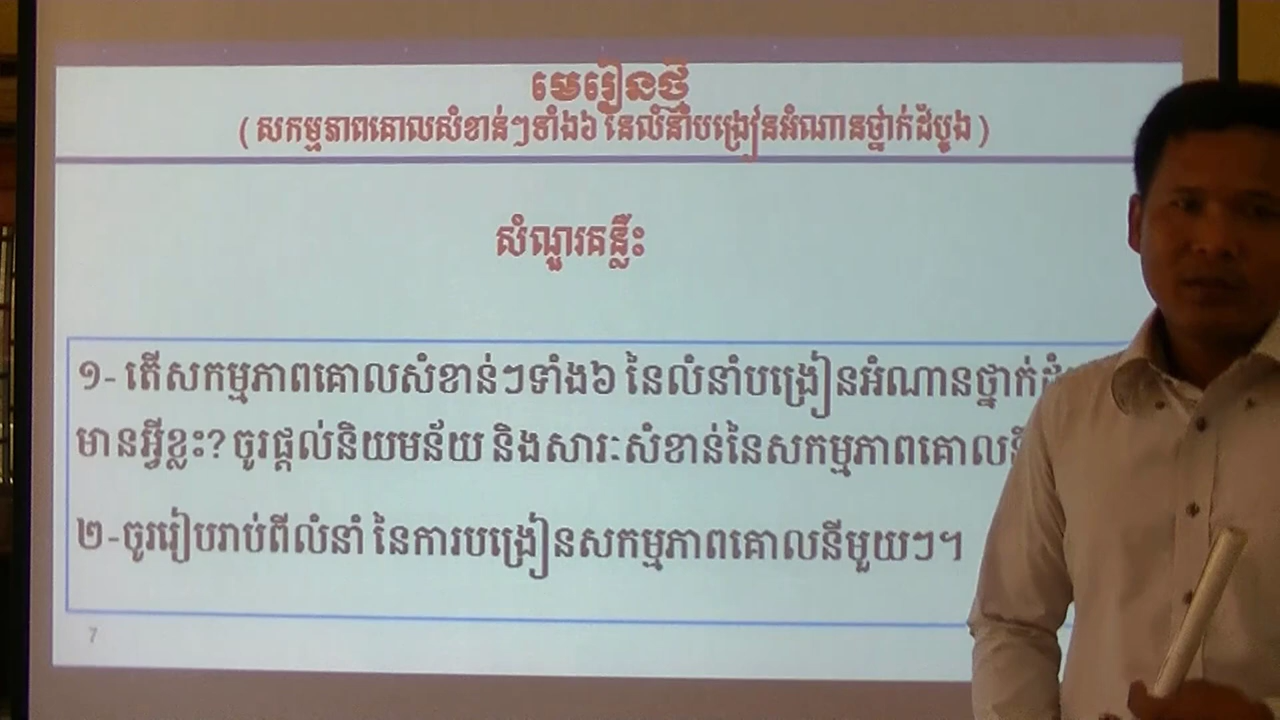 មេរៀនថ្មី
( សកម្មភាពគោលសំខាន់ៗទាំង៦ នៃលំនាំបង្រៀនអំណានថ្នាក់ដំបូង )
សំណួរគន្លឹះ
១- តើសកម្មភាពគោលសំខាន់ៗទាំង៦ នៃលំនាំបង្រៀនអំណានថ្នាក់
មានអ្វីខ្លះ? ចូរផ្តល់និយមន័យ និងសារៈសំខាន់នៃសកម្មភាពគោល
២-ចូររៀបរាប់ពីលំនាំ នៃការបង្រៀនសកម្មភាពគោលនីមួយៗ។
7